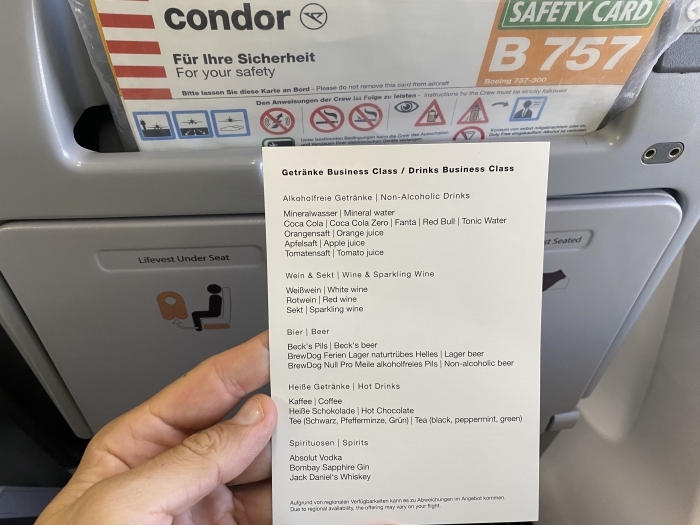 condor
SAFETY CARD
B 757
Boeing 757-300
Für Ihre Sicherheit
For your safety
Bitte lassen Sie diese Karte an Bord - Please do not remove this card from aircraft
Den Anweisungen der Crew ist Folge zu leisten - Instructions by the Crew must be strictly followed
Lifevest Under Seat
st Seated
Getränke Business Class / Drinks Business Class
Alkoholfreie Getränke | Non-Alcoholic Drinks
Mineralwasser | Mineral water
Coca Cola | Coca Cola Zero | Fanta | Red Bull | Tonic Water
Orangensaft | Orange juice
Apfelsaft | Apple juice
Tomatensaft | Tomato juice
Wein & Sekt | Wine & Sparkling Wine
Weißwein | White wine
Rotwein | Red wine
Sekt | Sparkling wine
Bier | Beer
Beck's Pils | Beck's beer
BrewDog Ferien Lager naturtrübes Helles | Lager beer
BrewDog Null Pro Meile alkoholfreies Pils | Non-alcoholic beer
Heiße Getränke | Hot Drinks
Kaffee | Coffee
Heiße Schokolade | Hot Chocolate
Tee (Schwarz, Pfefferminze, Grün) | Tea (black, peppermint, green)
Spirituosen | Spirits
Absolut Vodka
Bombay Sapphire Gin
Jack Daniel's Whiskey
Aufgrund von regionalen Verfügbarkeiten kann es zu Abweichungen im Angebot kommen.
Due to regional availability, the offering may vary on your flight.